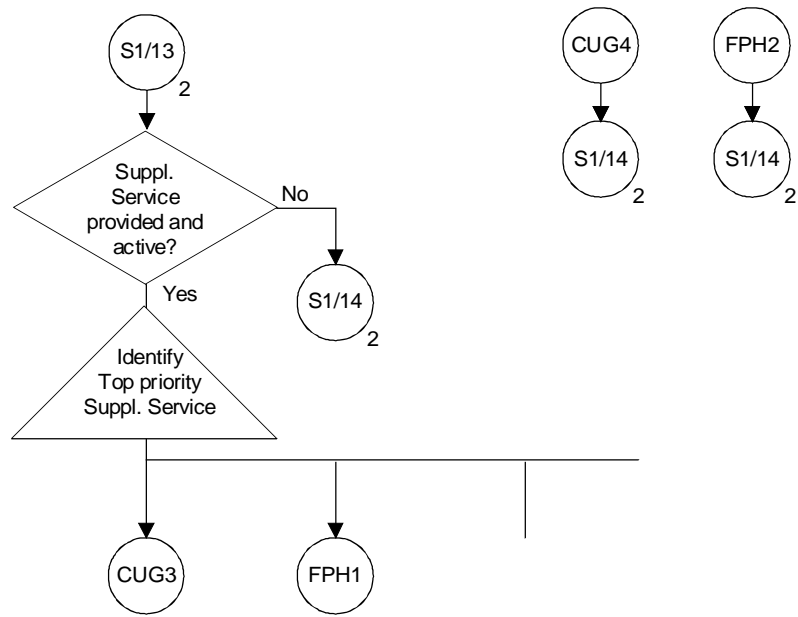 S1/13
2
CUG4
FPH2
S1/14
2
S1/14
2
Suppl.
Service
provided and
active?
No
Yes
S1/14
2
Identify
Top priority
Suppl. Service
CUG3
FPH1